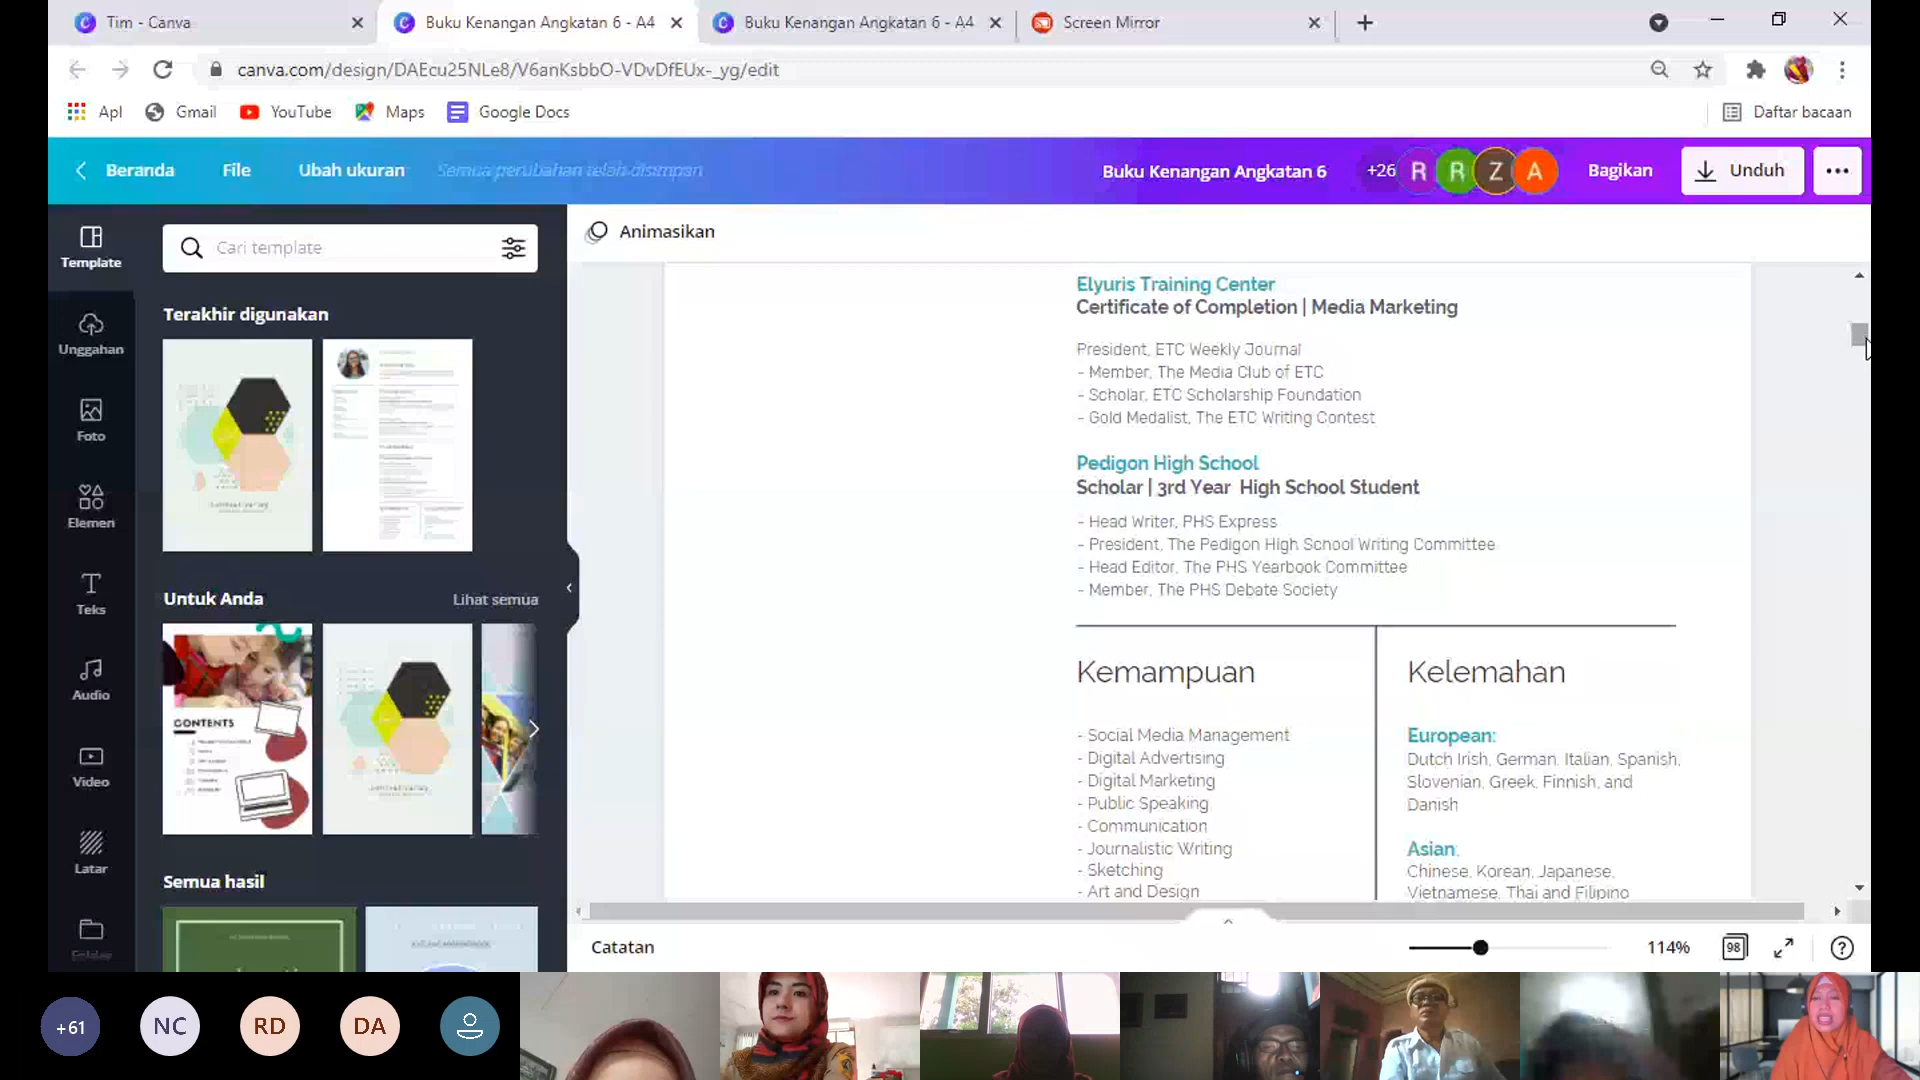 Tim - Canva
Buku Kenangan Angkatan 6 - A4
Buku Kenangan Angkatan 6 - A4
Screen Mirror
canva.com/design/DAEcu25NLe8/V6anKsbbO-VDvDfEUx-_yg/edit
Apl
Gmail
YouTube
Maps
Google Docs
Daftar bacaan
Beranda
File
Ubah ukuran
Semua perubahan telah disimpan
Buku Kenangan Angkatan 6
+26
R
R
Z
A
Bagikan
Unduh
Template
Unggahan
Foto
Elemen
Teks
Audio
Video
Latar
Cari template
Terakhir digunakan
Untuk Anda
Lihat semua
CONTENTS
Semua hasil
Animasikan
Elyuris Training Center
Certificate of Completion | Media Marketing
President, ETC Weekly Journal
- Member, The Media Club of ETC
- Scholar, ETC Scholarship Foundation
- Gold Medalist, The ETC Writing Contest
Pedigon High School
Scholar | 3rd Year High School Student
- Head Writer, PHS Express
- President, The Pedigon High School Writing Committee
- Head Editor, The PHS Yearbook Committee
- Member, The PHS Debate Society
Kemampuan
- Social Media Management
- Digital Advertising
- Digital Marketing
- Public Speaking
- Communication
- Journalistic Writing
- Sketching
- Art and Design
Kelemahan
European:
Dutch Irish, German, Italian, Spanish,
Slovenian, Greek, Finnish, and
Danish
Asian:
Chinese, Korean, Japanese,
Vietnamese, Thai and Filipino
Catatan
114%
98
+61
NC
RD
DA